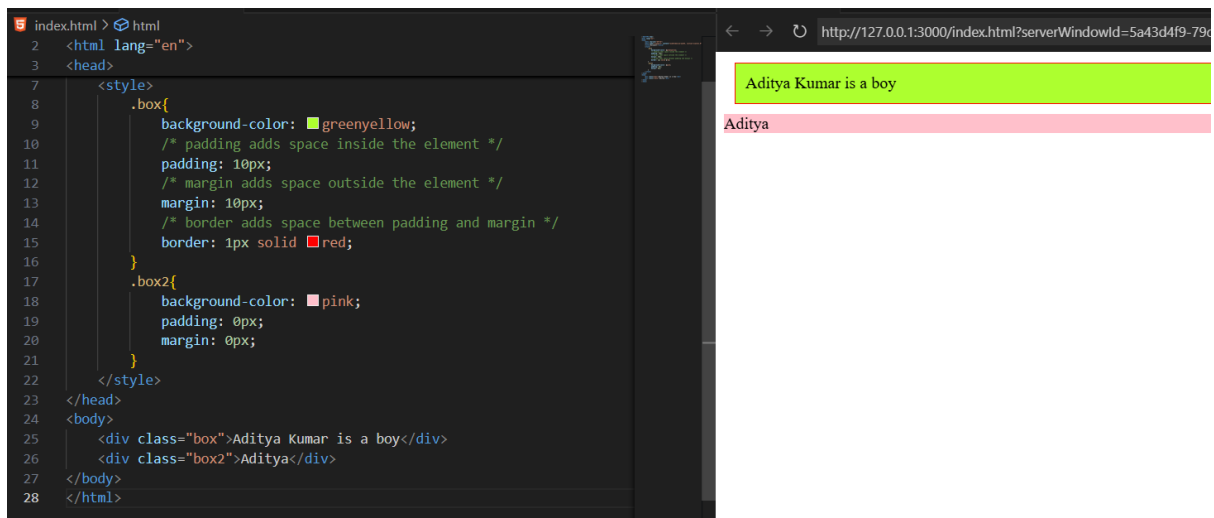 index.html > html
http://127.0.0.1:3000/index.html?serverWindowId=5a43d4f9-79c
2 <html lang="en">
3 <head>
7 <style>
8 .box{
9 background-color: greenyellow;
10 /* padding adds space inside the element */
11 padding: 10px;
12 /* margin adds space outside the element */
13 margin: 10px;
14 /* border adds space between padding and margin */
15 border: 1px solid red;
16 }
17 .box2{
18 background-color: pink;
19 padding: 0px;
20 margin: 0px;
21 }
22 </style>
23 </head>
24 <body>
25 <div class="box">Aditya Kumar is a boy</div>
26 <div class="box2">Aditya</div>
27 </body>
28 </html>
Aditya Kumar is a boy
Aditya